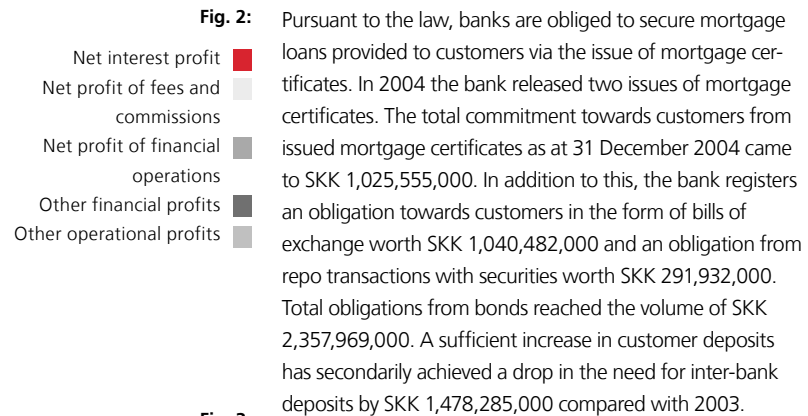 Fig. 2:
Net interest profit
Net profit of fees and
commissions
Net profit of financial
operations
Other financial profits
Other operational profits
Pursuant to the law, banks are obliged to secure mortgage
loans provided to customers via the issue of mortgage cer-
tificates. In 2004 the bank released two issues of mortgage
certificates. The total commitment towards customers from
issued mortgage certificates as at 31 December 2004 came
to SKK 1,025,555,000. In addition to this, the bank registers
an obligation towards customers in the form of bills of
exchange worth SKK 1,040,482,000 and an obligation from
repo transactions with securities worth SKK 291,932,000.
Total obligations from bonds reached the volume of SKK
2,357,969,000. A sufficient increase in customer deposits
has secondarily achieved a drop in the need for inter-bank
deposits by SKK 1,478,285,000 compared with 2003.